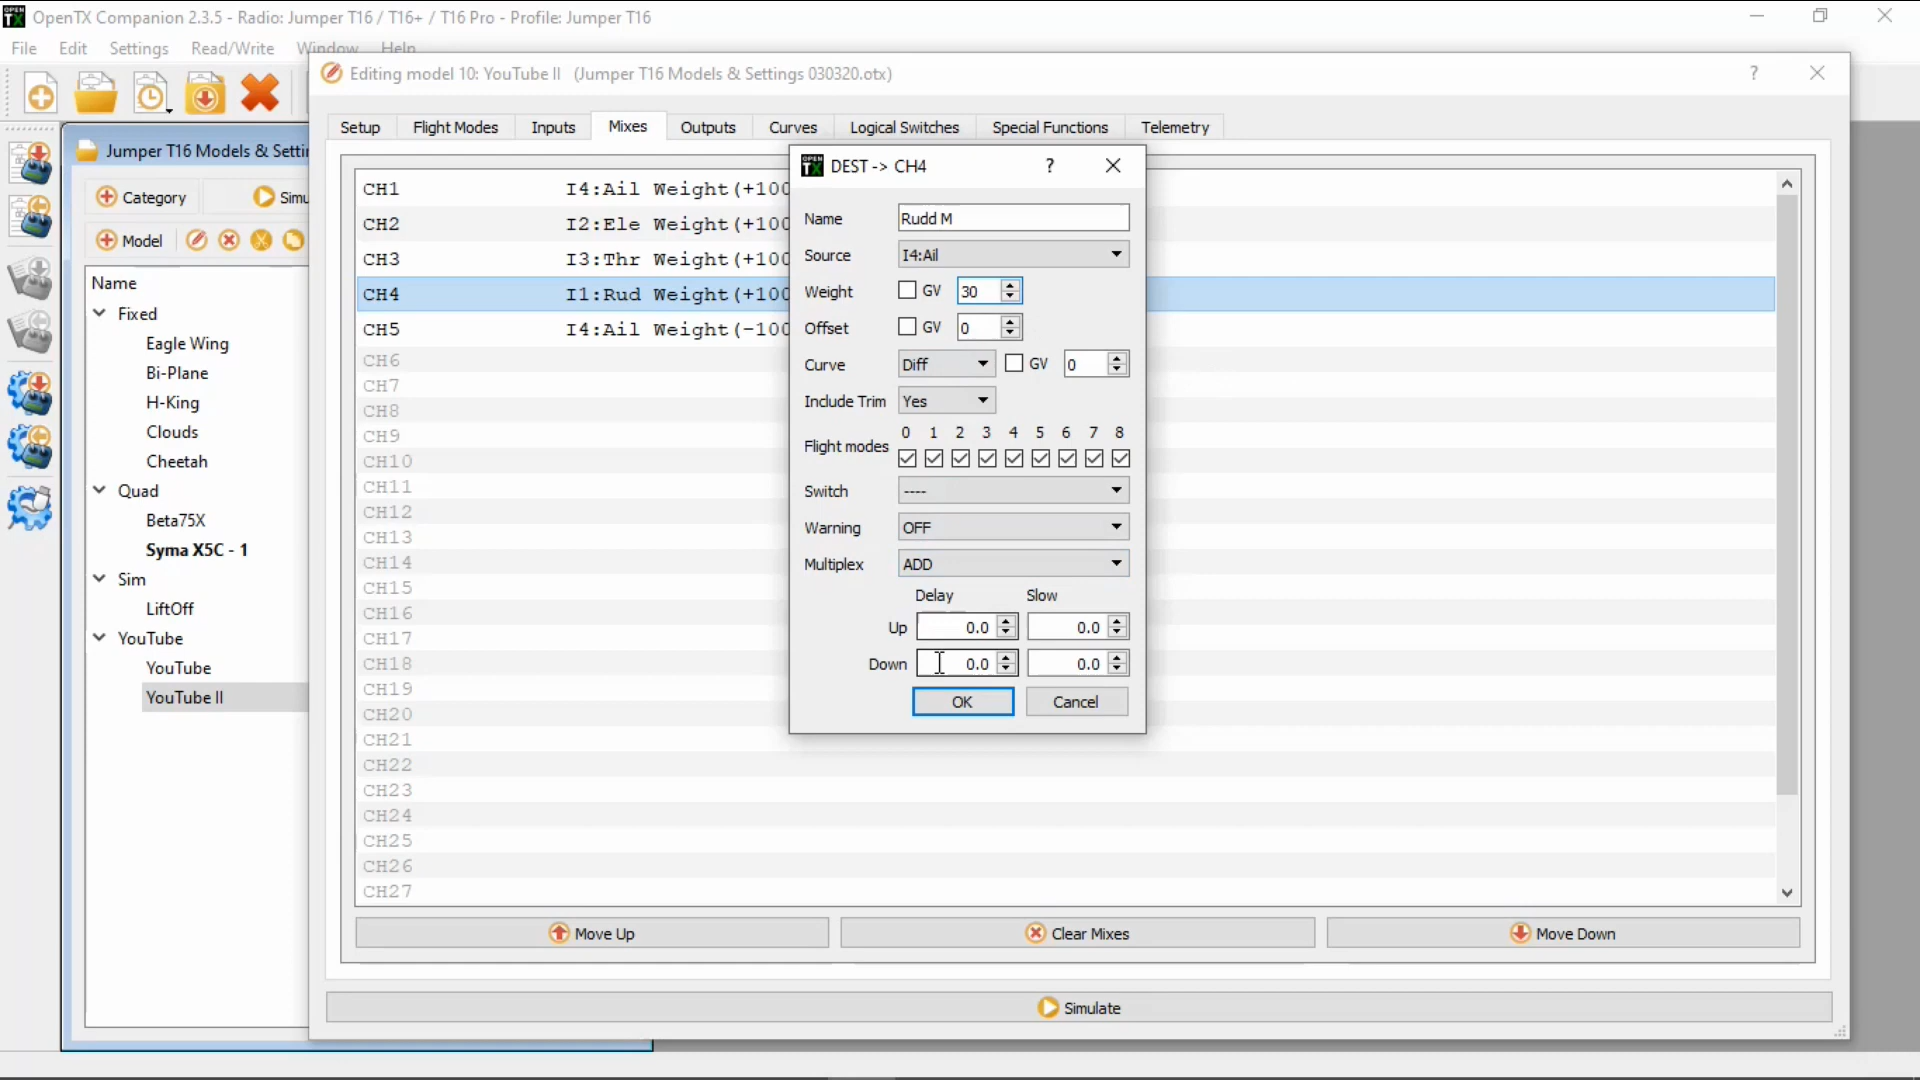 OpenTX Companion 2.3.5 - Radio: Jumper T16 / T16+ / T16 Pro - Profile: Jumper T16
File Edit Settings Read/Write Window Help
Editing model 10: YouTube II (Jumper T16 Models & Settings 030320.otx)
Setup Flight Modes Inputs Mixes Outputs Curves Logical Switches Special Functions Telemetry
Jumper T16 Models & Settir
Category Simu
Model
Name
Fixed
Eagle Wing
Bi-Plane
H-King
Clouds
Cheetah
Quad
Beta75X
Syma X5C - 1
Sim
LiftOff
YouTube
YouTube
YouTube II
CH1 I4:Ail Weight(+100
CH2 I2:Ele Weight(+100
CH3 I3:Thr Weight(+100
CH4 I1:Rud Weight(+100
CH5 I4:Ail Weight(-100
CH6
CH7
CH8
CH9
CH10
CH11
CH12
CH13
CH14
CH15
CH16
CH17
CH18
CH19
CH20
CH21
CH22
CH23
CH24
CH25
CH26
CH27
OPEN TX DEST -> CH4 ?
Name Rudd M
Source I4:Ail
Weight GV 30
Offset GV 0
Curve Diff GV 0
Include Trim Yes
0 1 2 3 4 5 6 7 8
Flight modes
Switch ----
Warning OFF
Multiplex ADD
Delay Slow
Up 0.0 0.0
Down 0.0 0.0
OK Cancel
Move Up Clear Mixes Move Down
Simulate